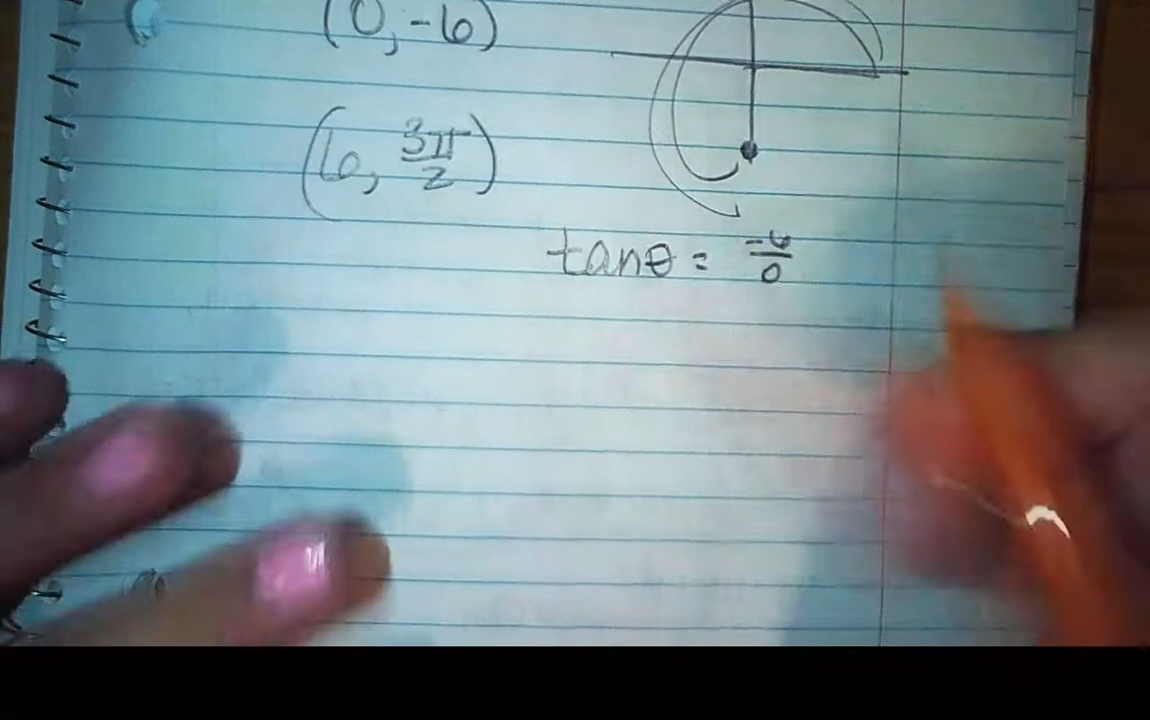 (0, -6)
(6, 3π/2)
tanθ = -6/0